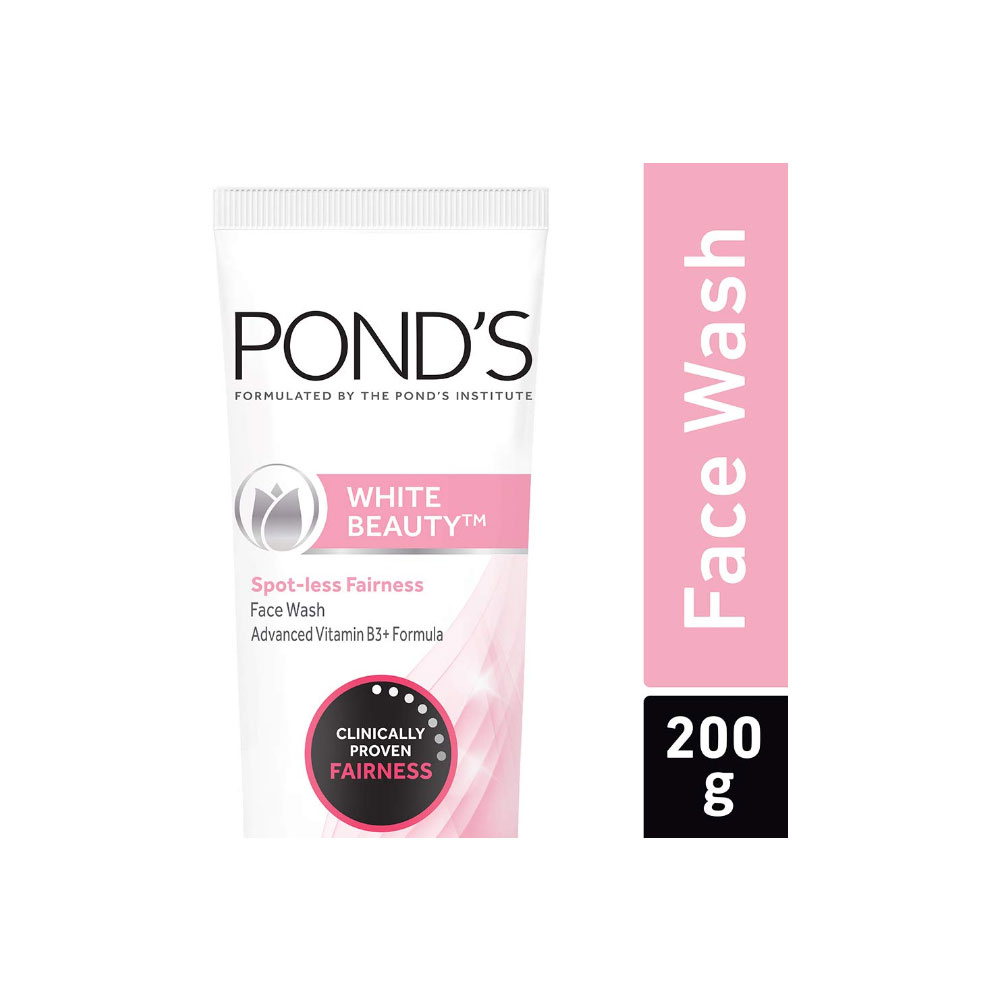 POND'S
FORMULATED BY THE POND'S INSTITUTE
WHITE
BEAUTY™
Spot-less Fairness
Face Wash
Advanced Vitamin B3+ Formula
CLINICALLY
PROVEN
FAIRNESS
Face Wash
200
g